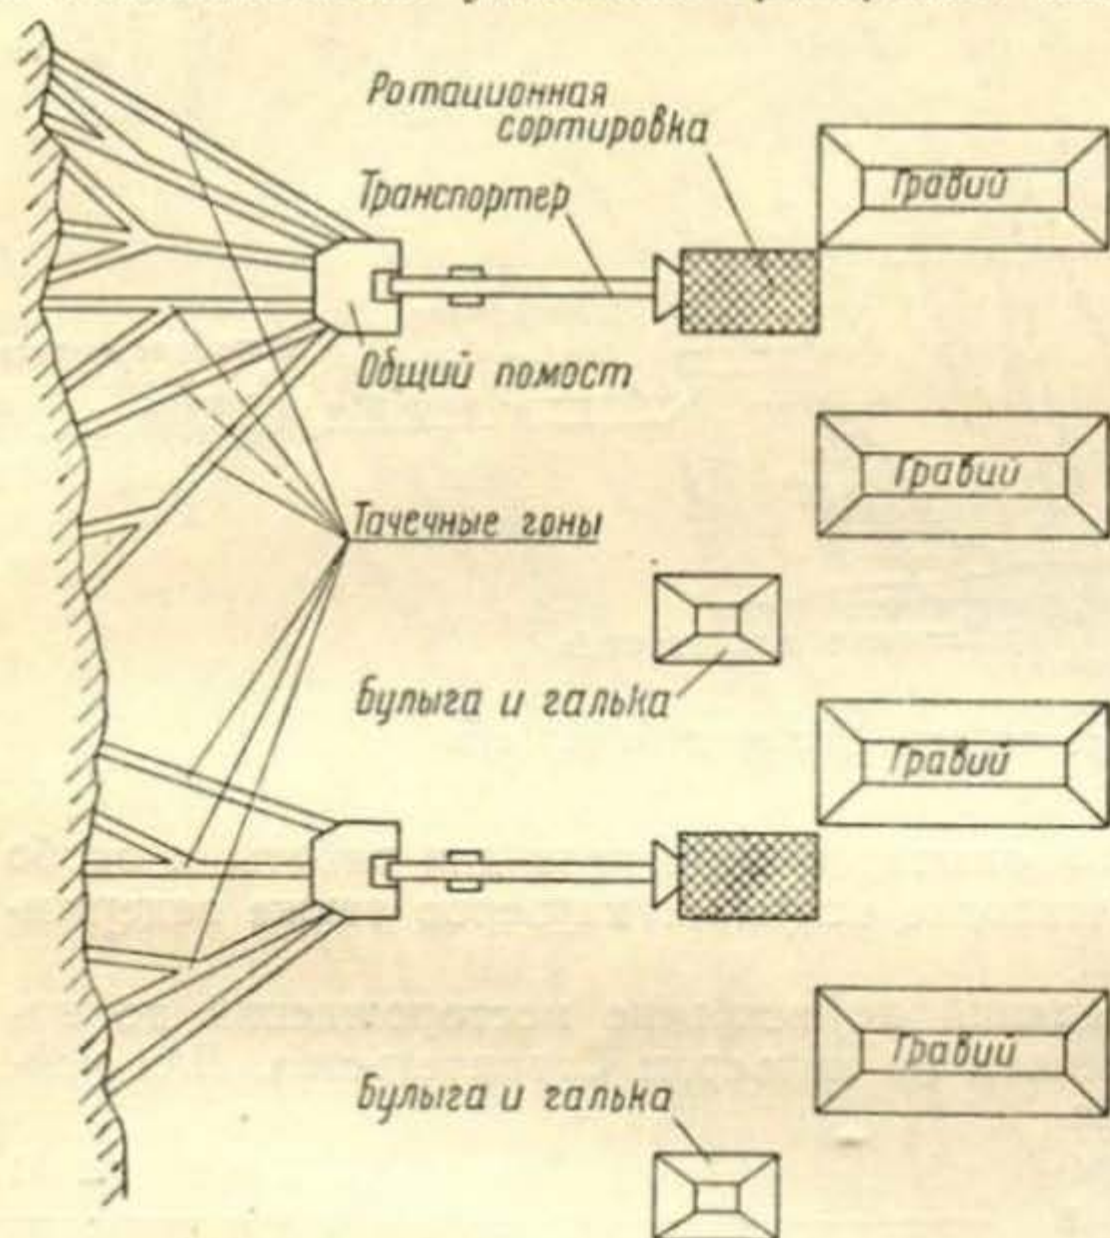 Ротационная
сортировка
Гравий
Транспортер
Общий помост
Гравий
Тачечные гоны
Булыга и галька
Гравий
Гравий
Булыга и галька